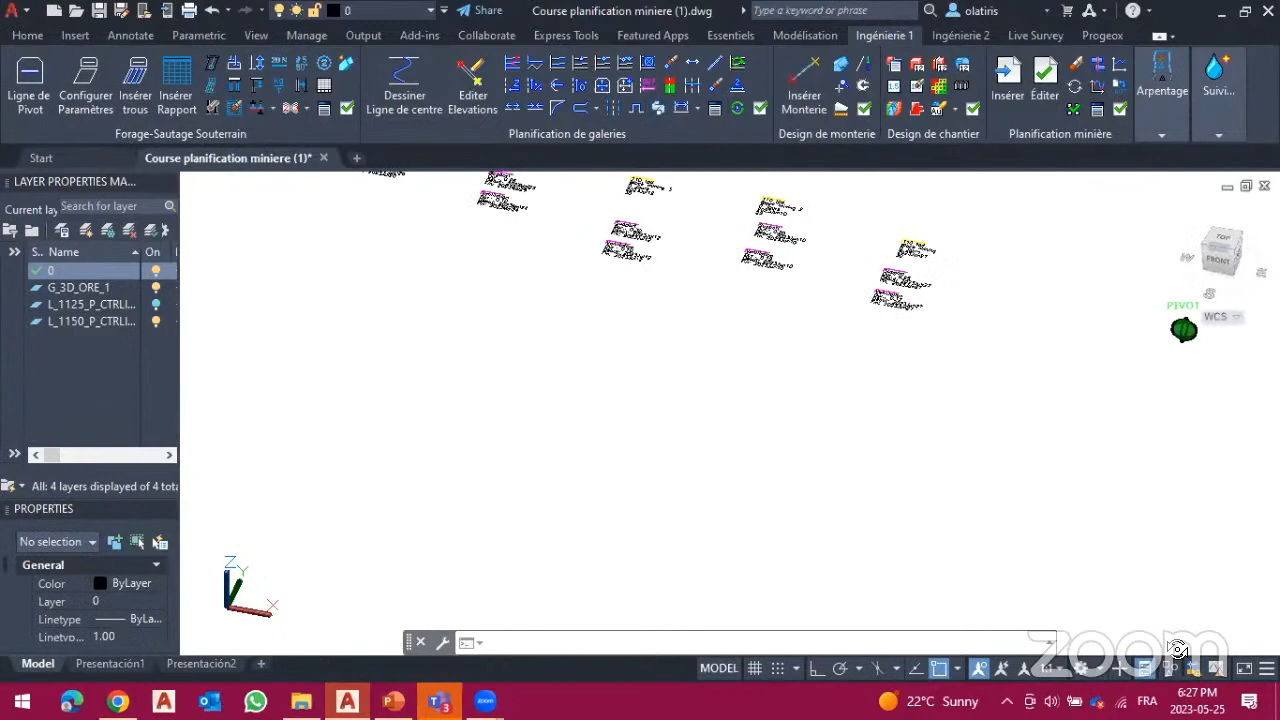 Share
Course planification miniere (1).dwg
Type a keyword or phrase
olatiris
0
Home
Insert
Annotate
Parametric
View
Manage
Output
Add-ins
Collaborate
Express Tools
Featured Apps
Essentiels
Modélisation
Ingénierie 1
Ingénierie 2
Live Survey
Progeox
Ligne de
Pivot
Configurer
Paramètres
Insérer
trous
Insérer
Rapport
Dessiner
Ligne de centre
Editer
Elevations
Insérer
Monterie
Insérer
Éditer
Arpentage
Suivi...
Forage-Sautage Souterrain
Planification de galeries
Design de monterie
Design de chantier
Planification minière
Start
Course planification miniere (1)*
LAYER PROPERTIES MA...
Current lay
Search for layer
S..
Name
On
0
G_3D_ORE_1
L_1125_P_CTRLI...
L_1150_P_CTRLI...
All: 4 layers displayed of 4 tota
PROPERTIES
No selection
General
Color
ByLayer
Layer
0
Linetype
ByLa...
Linetyp...
1.00
TOP
FRONT
W
S
E
PIVOT
WCS
Z
Y
X
Model
Presentación1
Presentación2
MODEL
1:1
zoom
22°C Sunny
FRA
6:27 PM
2023-05-25